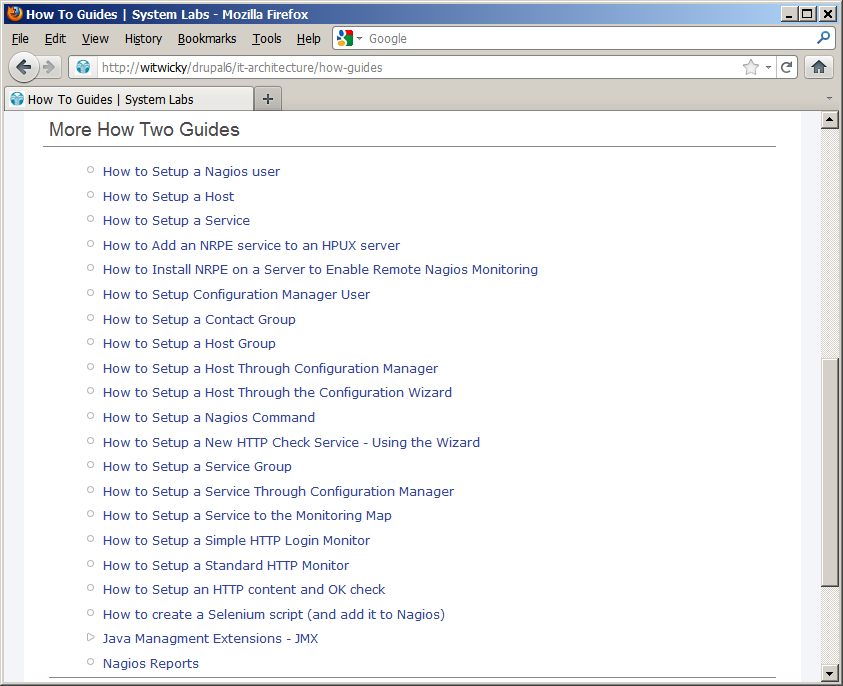 How To Guides | System Labs - Mozilla Firefox
File Edit View History Bookmarks Tools Help Google
http://witwicky/drupal6/it-architecture/how-guides
How To Guides | System Labs
More How Two Guides
How to Setup a Nagios user
How to Setup a Host
How to Setup a Service
How to Add an NRPE service to an HPUX server
How to Install NRPE on a Server to Enable Remote Nagios Monitoring
How to Setup Configuration Manager User
How to Setup a Contact Group
How to Setup a Host Group
How to Setup a Host Through Configuration Manager
How to Setup a Host Through the Configuration Wizard
How to Setup a Nagios Command
How to Setup a New HTTP Check Service - Using the Wizard
How to Setup a Service Group
How to Setup a Service Through Configuration Manager
How to Setup a Service to the Monitoring Map
How to Setup a Simple HTTP Login Monitor
How to Setup a Standard HTTP Monitor
How to Setup an HTTP content and OK check
How to create a Selenium script (and add it to Nagios)
Java Managment Extensions - JMX
Nagios Reports